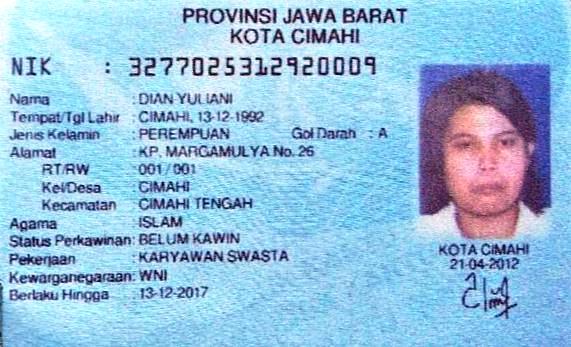 PROVINSI JAWA BARAT
KOTA CIMAHI
NIK : 3277025312920009
Nama : DIAN YULIANI
Tempat/Tgl Lahir : CIMAHI, 13-12-1992
Jenis Kelamin : PEREMPUAN Gol Darah : A
Alamat : KP. MARGAMULYA No. 26
RT/RW : 001 / 001
Kel/Desa : CIMAHI
Kecamatan : CIMAHI TENGAH
Agama : ISLAM
Status Perkawinan: BELUM KAWIN
Pekerjaan : KARYAWAN SWASTA
Kewarganegaraan: WNI
Berlaku Hingga : 13-12-2017
KOTA CIMAHI
21-04-2012